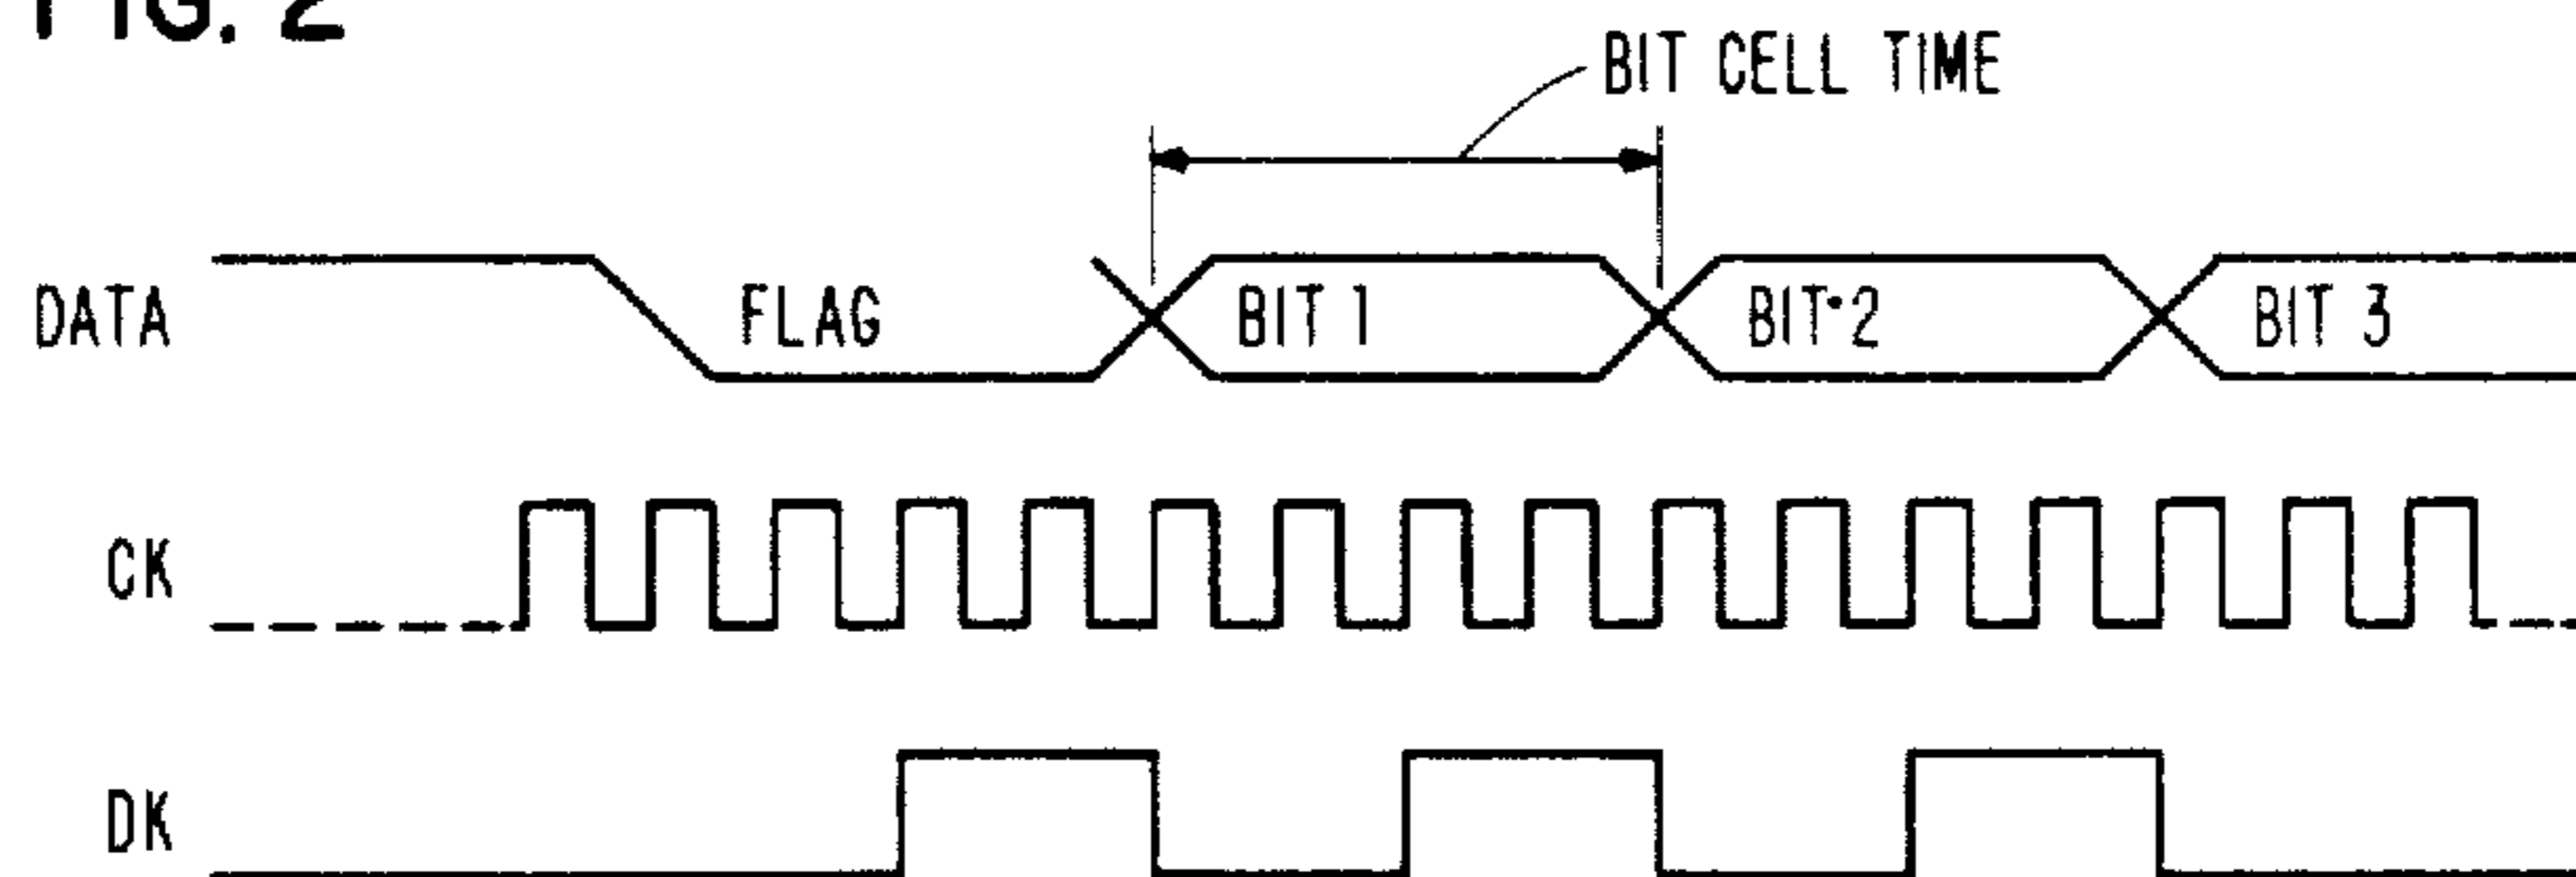 FIG. 2
BIT CELL TIME
DATA
FLAG
BIT 1
BIT 2
BIT 3
CK
DK